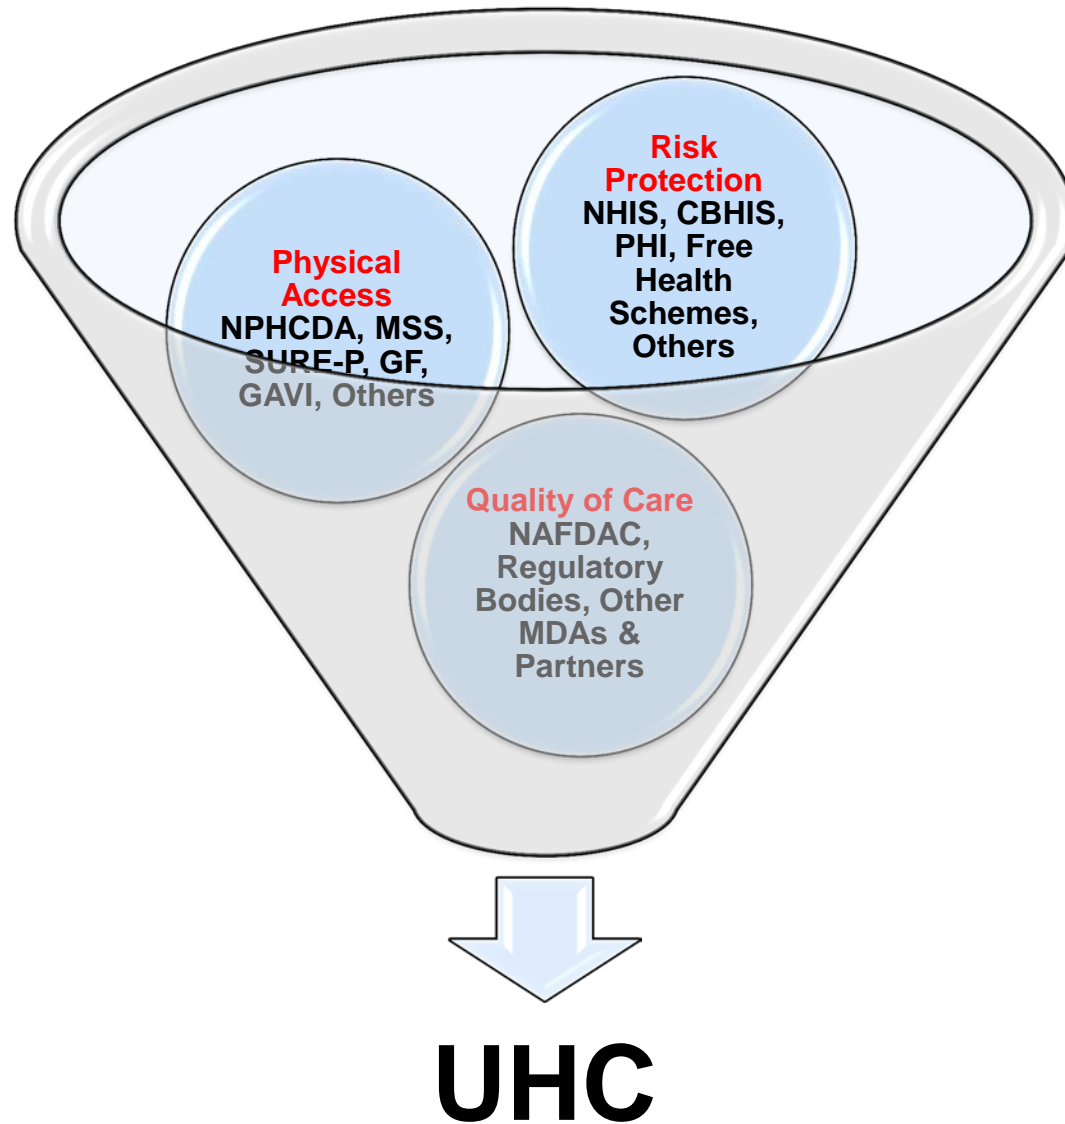 Risk
Protection
NHIS, CBHIS,
PHI, Free
Health
Schemes,
Others
Physical
Access
NPHCDA, MSS,
SURE-P, GF,
GAVI, Others
Quality of Care
NAFDAC,
Regulatory
Bodies, Other
MDAs &
Partners
UHC